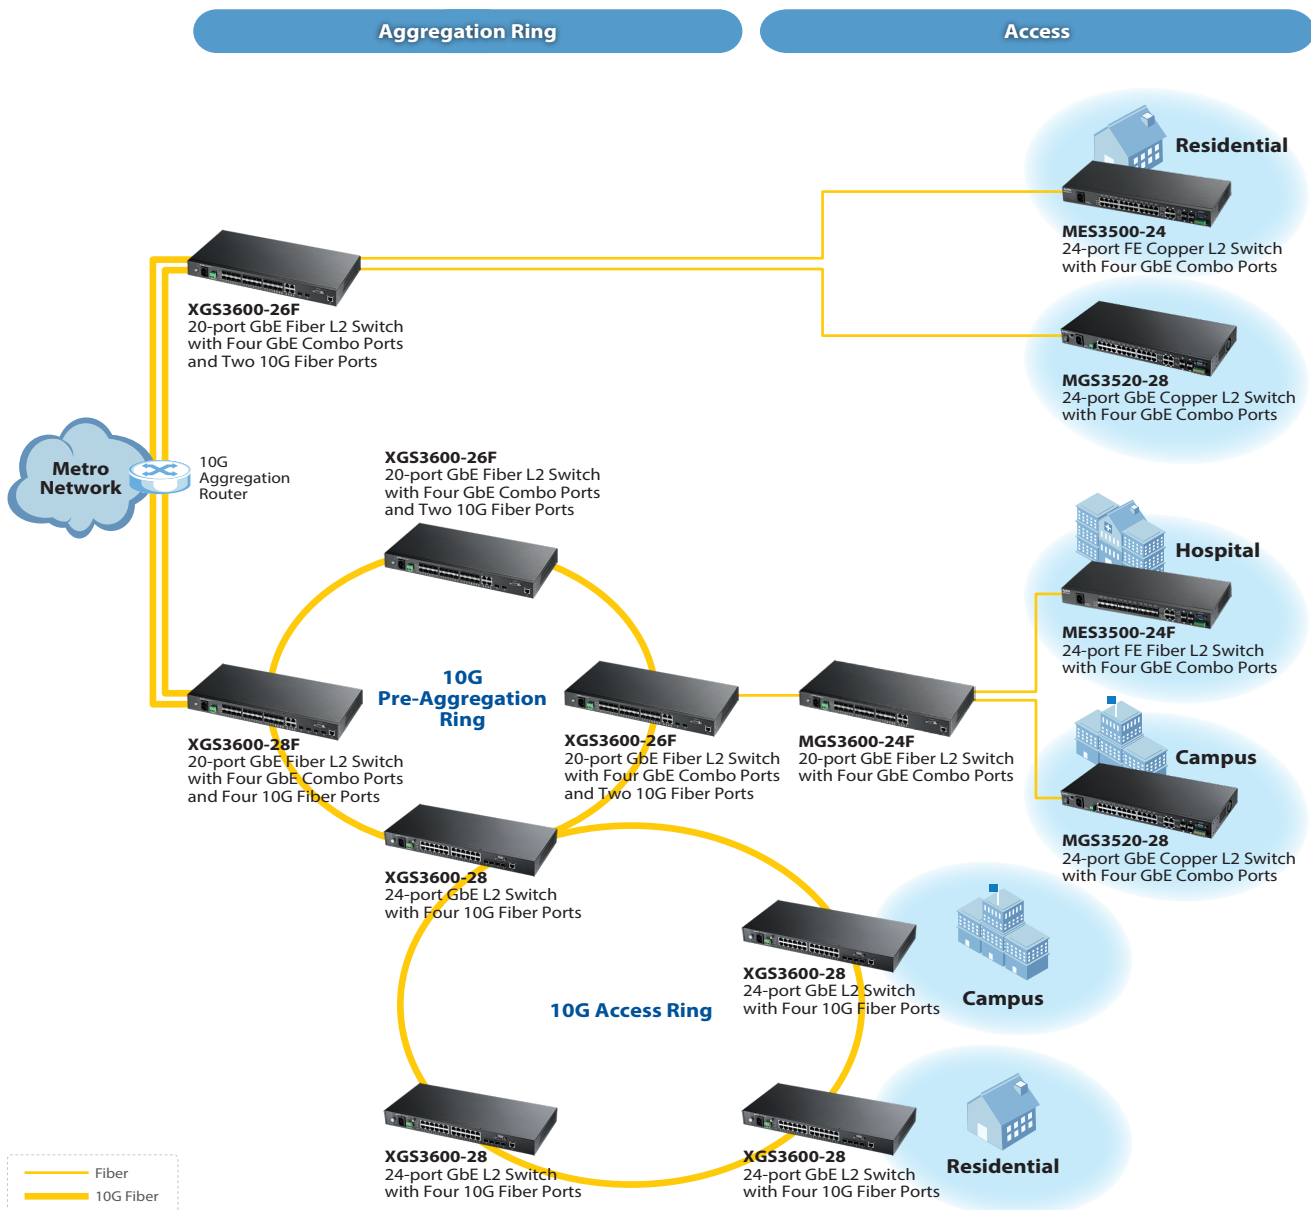 Aggregation Ring
Access
Residential
MES3500-24
24-port FE Copper L2 Switch
with Four GbE Combo Ports
XGS3600-26F
20-port GbE Fiber L2 Switch
with Four GbE Combo Ports
and Two 10G Fiber Ports
MGS3520-28
24-port GbE Copper L2 Switch
with Four GbE Combo Ports
Metro
Network
10G
Aggregation
Router
XGS3600-26F
20-port GbE Fiber L2 Switch
with Four GbE Combo Ports
and Two 10G Fiber Ports
Hospital
MES3500-24F
24-port FE Fiber L2 Switch
with Four GbE Combo Ports
10G
Pre-Aggregation
Ring
XGS3600-28F
20-port GbE Fiber L2 Switch
with Four GbE Combo Ports
and Four 10G Fiber Ports
XGS3600-26F
20-port GbE Fiber L2 Switch
with Four GbE Combo Ports
and Two 10G Fiber Ports
MGS3600-24F
20-port GbE Fiber L2 Switch
with Four GbE Combo Ports
Campus
MGS3520-28
24-port GbE Copper L2 Switch
with Four GbE Combo Ports
XGS3600-28
24-port GbE L2 Switch
with Four 10G Fiber Ports
XGS3600-28
24-port GbE L2 Switch
with Four 10G Fiber Ports
Campus
10G Access Ring
XGS3600-28
24-port GbE L2 Switch
with Four 10G Fiber Ports
XGS3600-28
24-port GbE L2 Switch
with Four 10G Fiber Ports
Residential
Fiber
10G Fiber